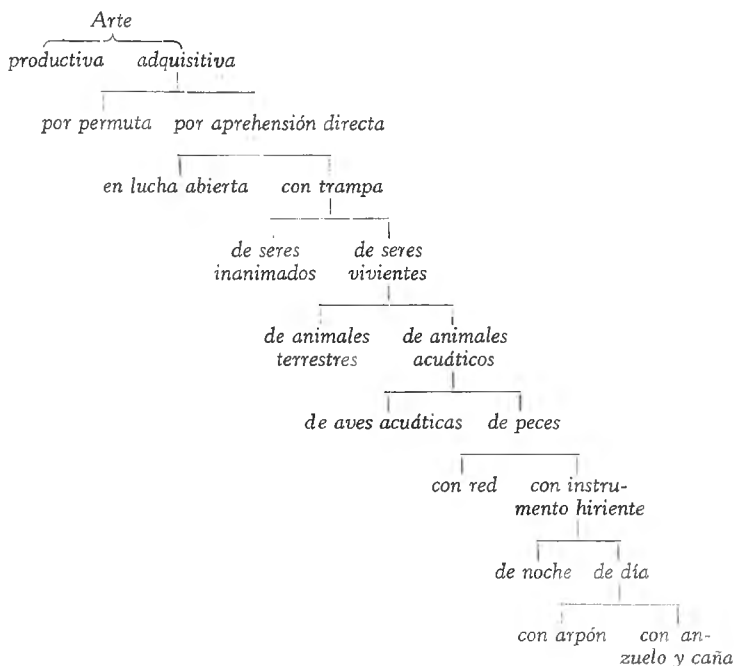 Arte
productiva adquisitiva
por permuta por aprehensión directa
en lucha abierta con trampa
de seres de seres
inanimados vivientes
de animales de animales
terrestres acuáticos
de aves acuáticas de peces
con red con instru-
mento hiriente
de noche de día
con arpón con an-
zuelo y caña